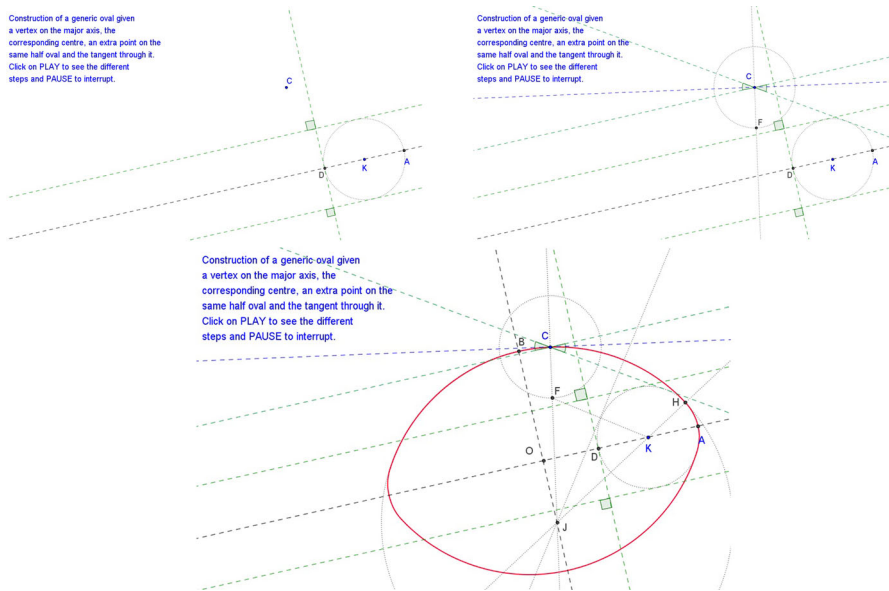 Construction of a generic oval given
a vertex on the major axis, the
corresponding centre, an extra point on the
same half oval and the tangent through it.
Click on PLAY to see the different
steps and PAUSE to interrupt.
C
D
K
A
Construction of a generic oval given
a vertex on the major axis, the
corresponding centre, an extra point on the
same half oval and the tangent through it.
Click on PLAY to see the different
steps and PAUSE to interrupt.
C
F
D
K
A
Construction of a generic oval given
a vertex on the major axis, the
corresponding centre, an extra point on the
same half oval and the tangent through it.
Click on PLAY to see the different
steps and PAUSE to interrupt.
B
C
F
H
A
O
D
K
J